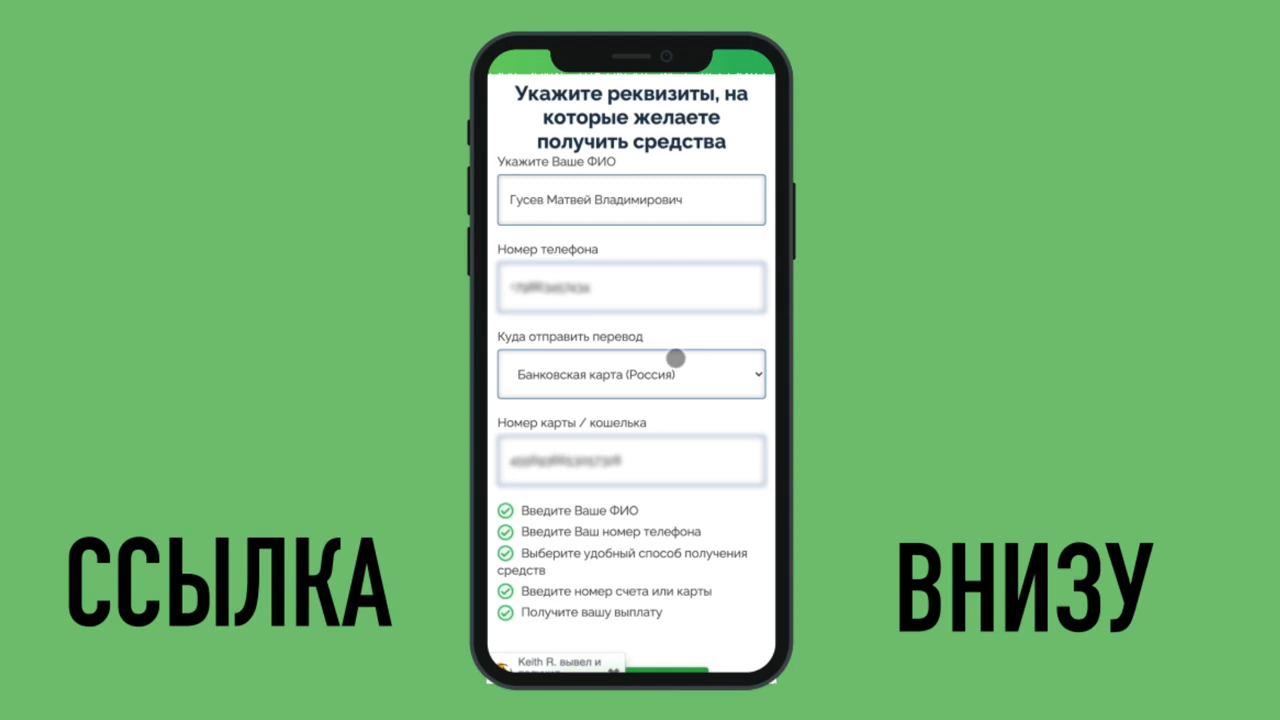 Укажите реквизиты, на
которые желаете
получить средства
Укажите Ваше ФИО
Гусев Матвей Владимирович
Номер телефона
Куда отправить перевод
Банковская карта (Россия)
Номер карты / кошелька
Введите Ваше ФИО
Введите Ваш номер телефона
Выберите удобный способ получения
средств
Введите номер счета или карты
Получите вашу выплату
Keith R. вывел и
ССЫЛКА
ВНИЗУ